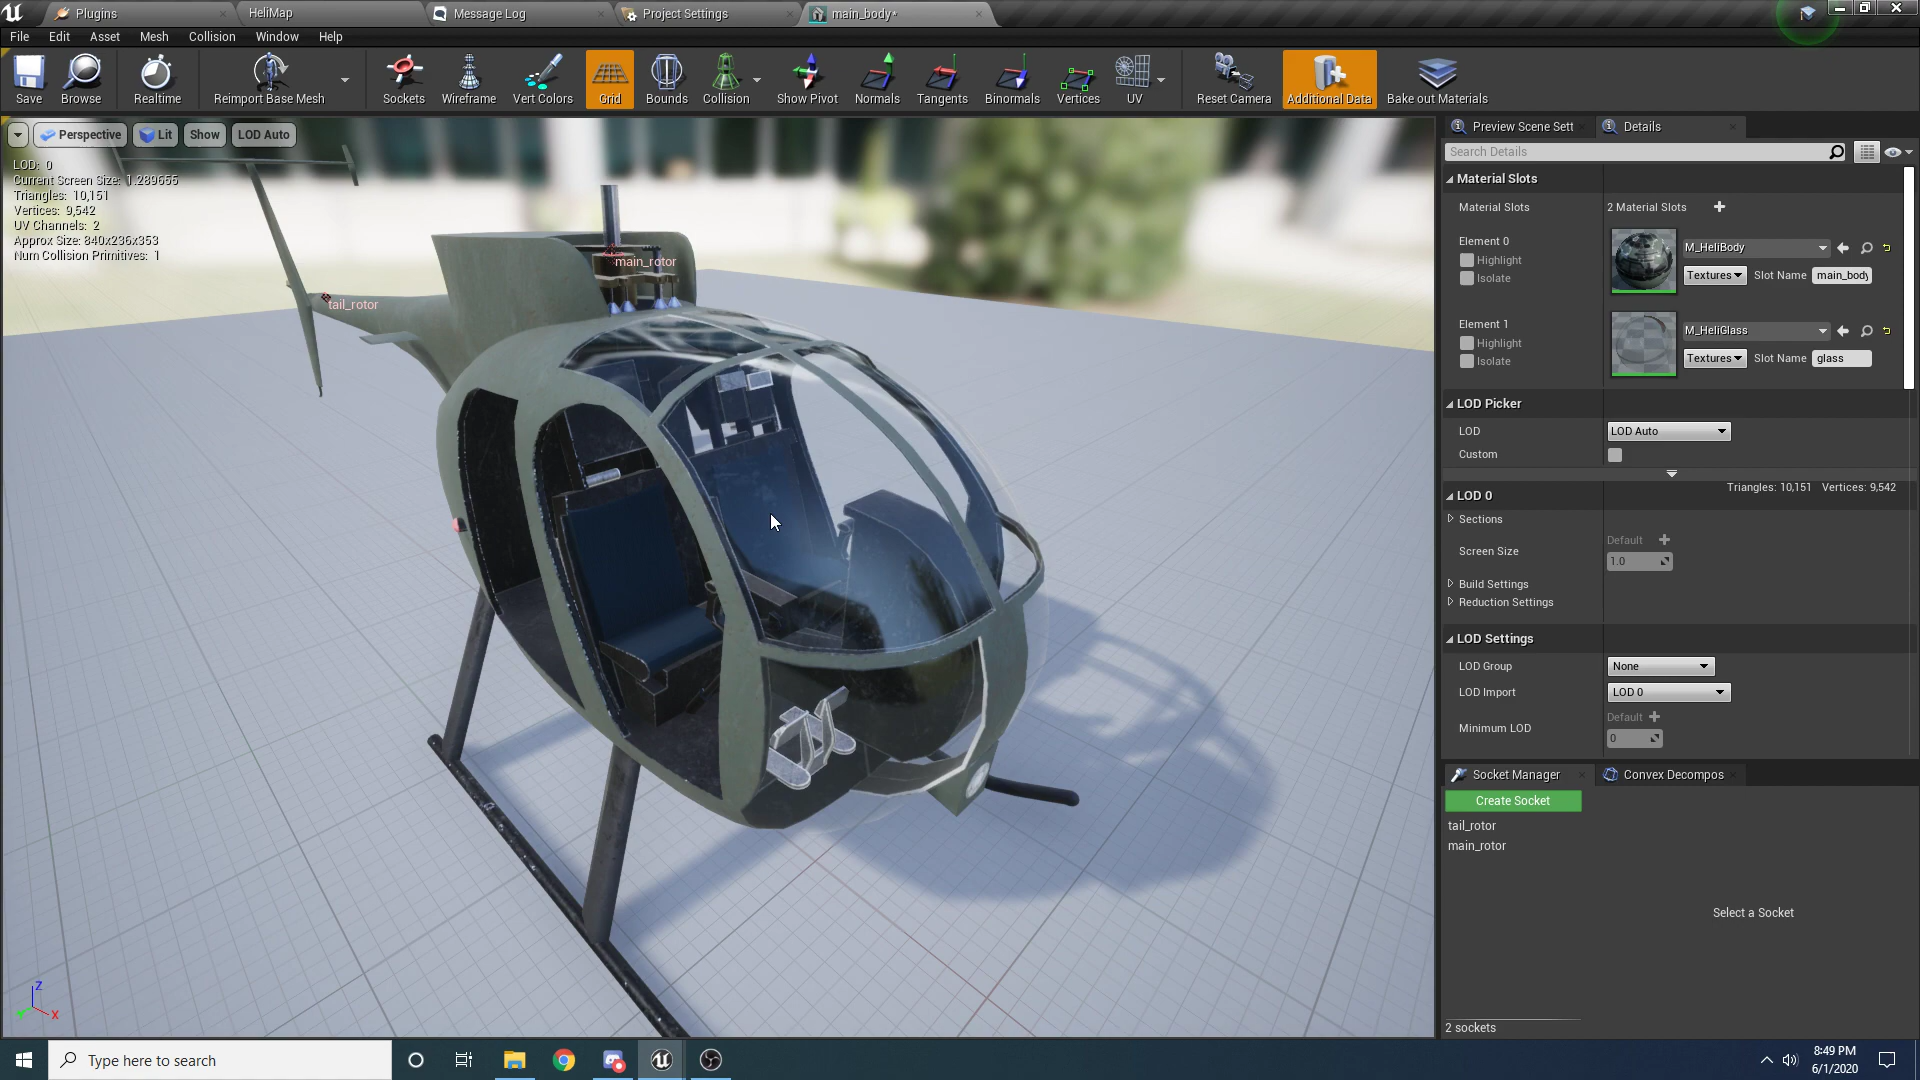 Plugins
HeliMap
Message Log
Project Settings
main_body*
File Edit Asset Mesh Collision Window Help
Save
Browse
Realtime
Reimport Base Mesh
Sockets
Wireframe
Vert Colors
Grid
Bounds
Collision
Show Pivot
Normals
Tangents
Binormals
Vertices
UV
Reset Camera
Additional Data
Bake out Materials
Perspective
Lit
Show
LOD Auto
LOD: 0
Current Screen Size: 1.289655
Triangles: 10,151
Vertices: 9,542
UV Channels: 2
Approx Size: 840x236x353
Num Collision Primitives: 1
main_rotor
tail_rotor
Z
X
Preview Scene Sett
Details
Search Details
Material Slots
Material Slots 2 Material Slots
Element 0
Highlight
Isolate
M_HeliBody
Textures Slot Name main_body
Element 1
Highlight
Isolate
M_HeliGlass
Textures Slot Name glass
LOD Picker
LOD LOD Auto
Custom
Triangles: 10,151 Vertices: 9,542
LOD 0
Sections
Screen Size
Default
1.0
Build Settings
Reduction Settings
LOD Settings
LOD Group None
LOD Import LOD 0
Minimum LOD
Default
0
Socket Manager
Convex Decompos
Create Socket
tail_rotor
main_rotor
Select a Socket
2 sockets
Type here to search
8:49 PM
6/1/2020